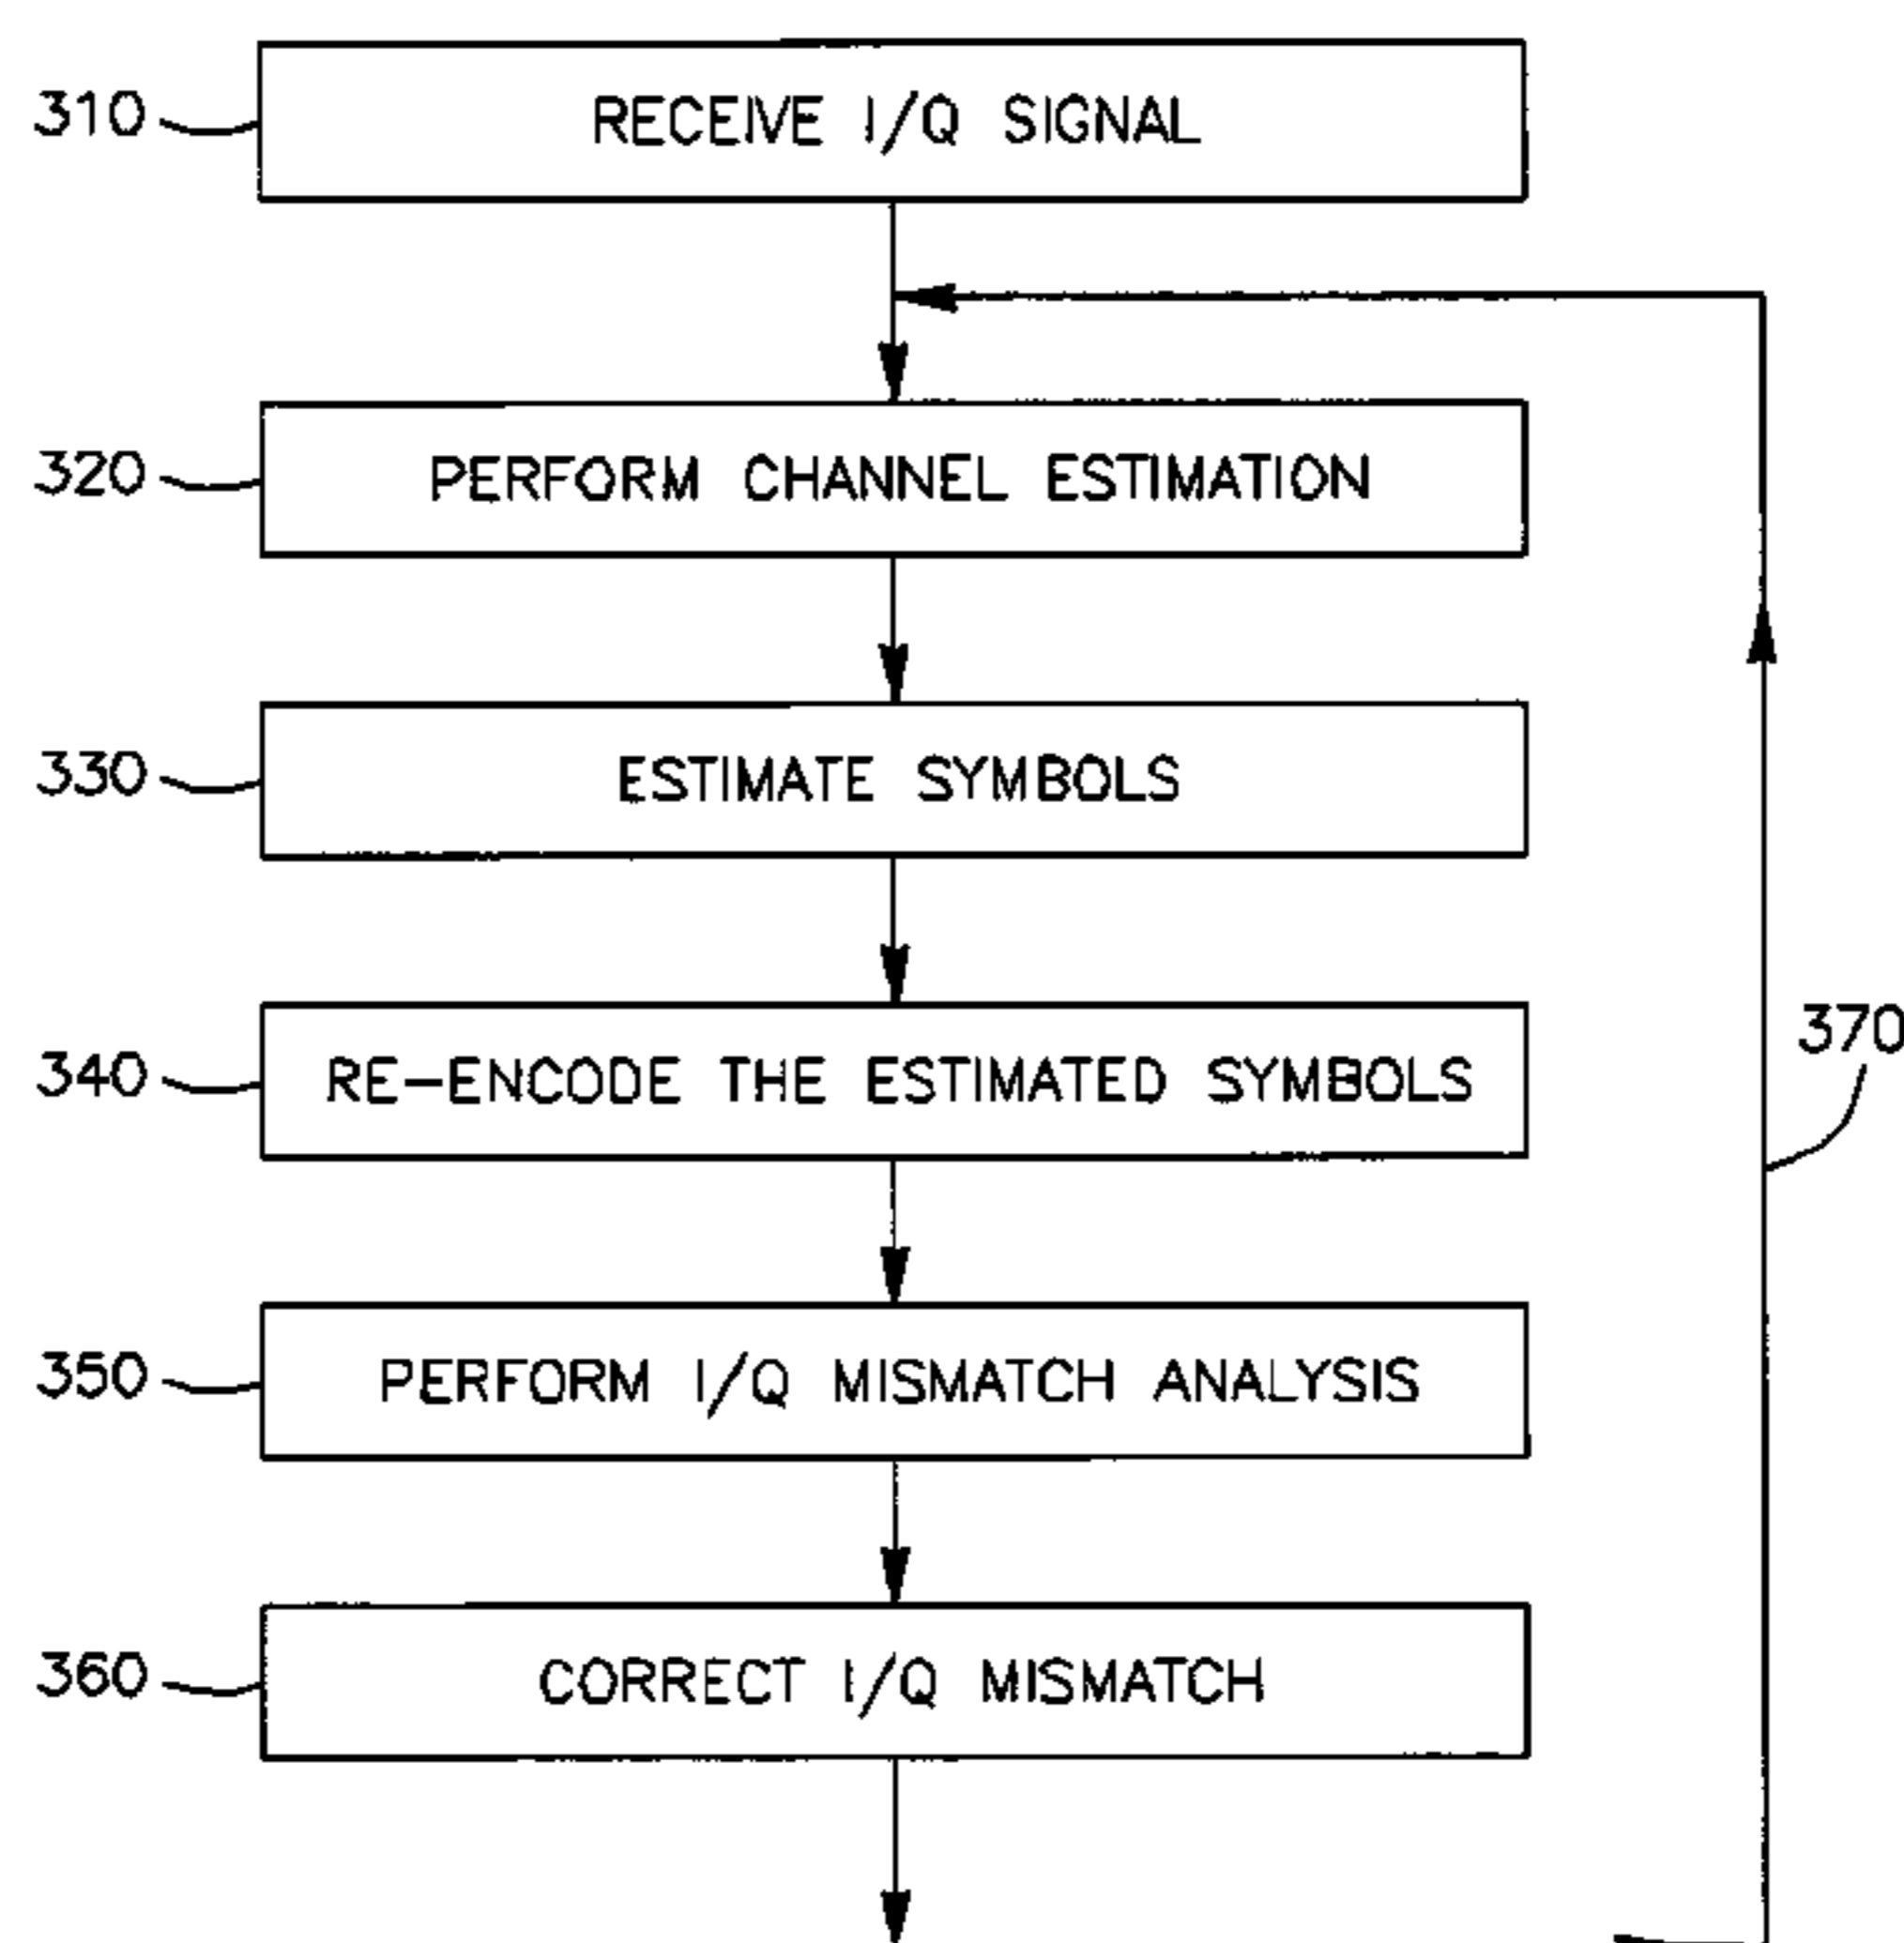 310 RECEIVE I/Q SIGNAL
320 PERFORM CHANNEL ESTIMATION
330 ESTIMATE SYMBOLS
340 RE-ENCODE THE ESTIMATED SYMBOLS
370
350 PERFORM I/Q MISMATCH ANALYSIS
360 CORRECT I/Q MISMATCH